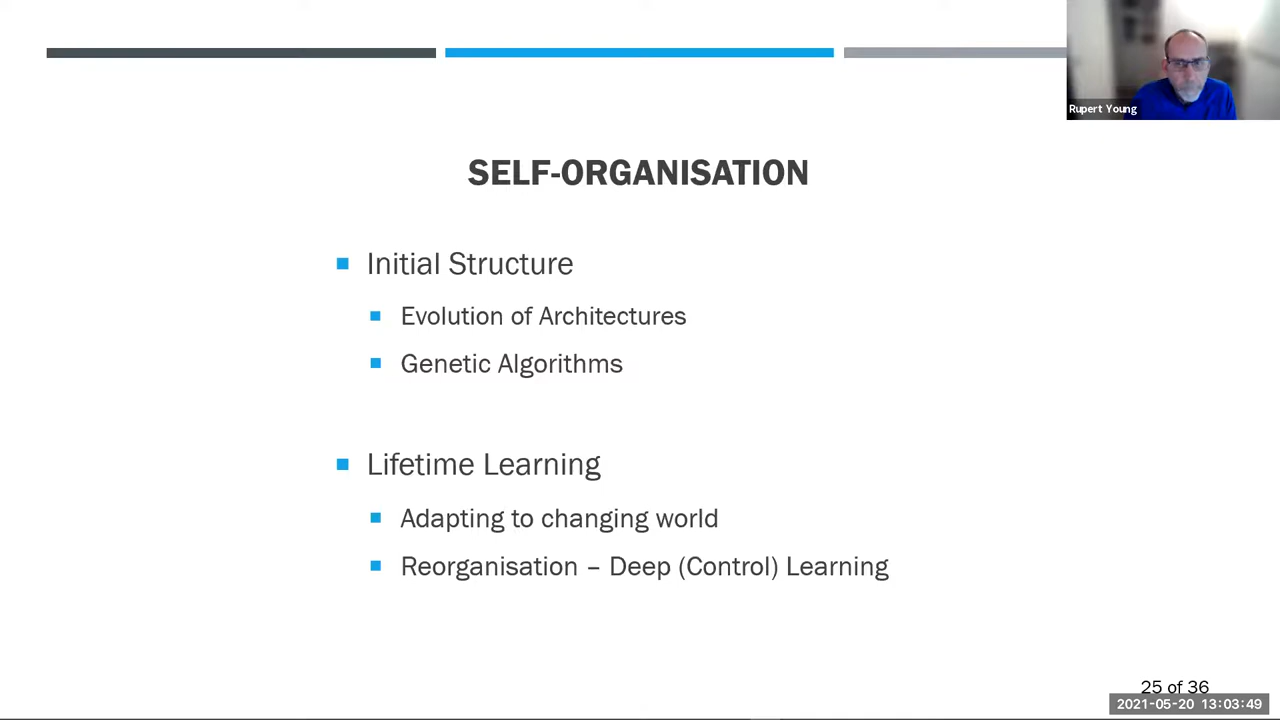 Rupert Young
SELF-ORGANISATION
Initial Structure
Evolution of Architectures
Genetic Algorithms
Lifetime Learning
Adapting to changing world
Reorganisation – Deep (Control) Learning
25 of 36
2021-05-20 13:03:49